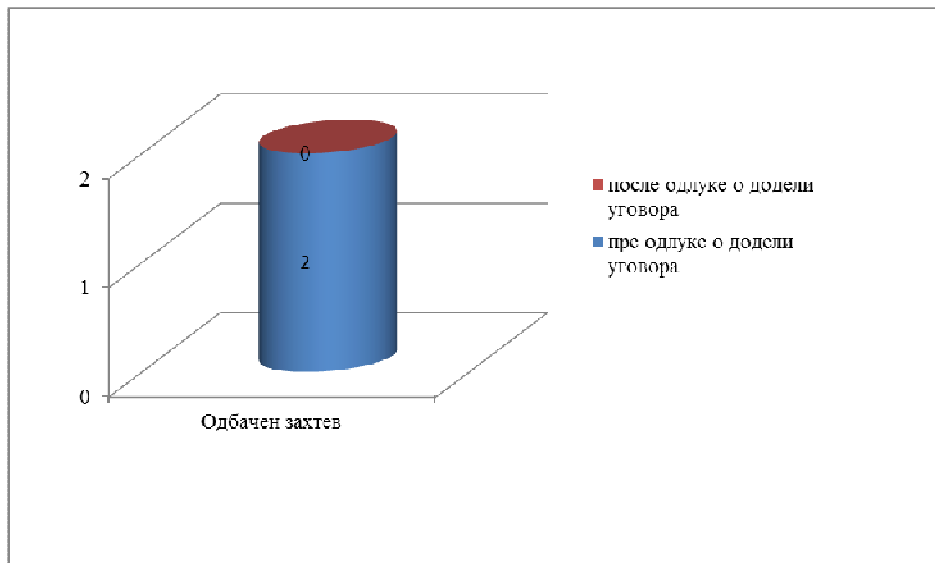 2
1
0
0
2
Одбачен захтев
после одлуке о додели
уговора
пре одлуке о додели
уговора